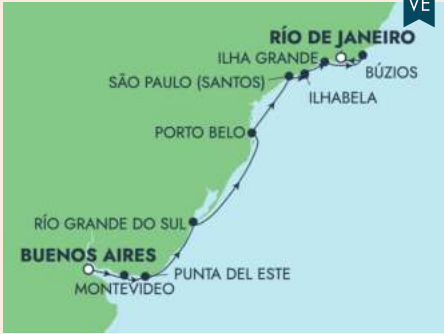 VE
RÍO DE JANEIRO
ILHA GRANDE
BÚZIOS
SÃO PAULO (SANTOS)
ILHABELA
PORTO BELO
RÍO GRANDE DO SUL
BUENOS AIRES
PUNTA DEL ESTE
MONTEVIDEO